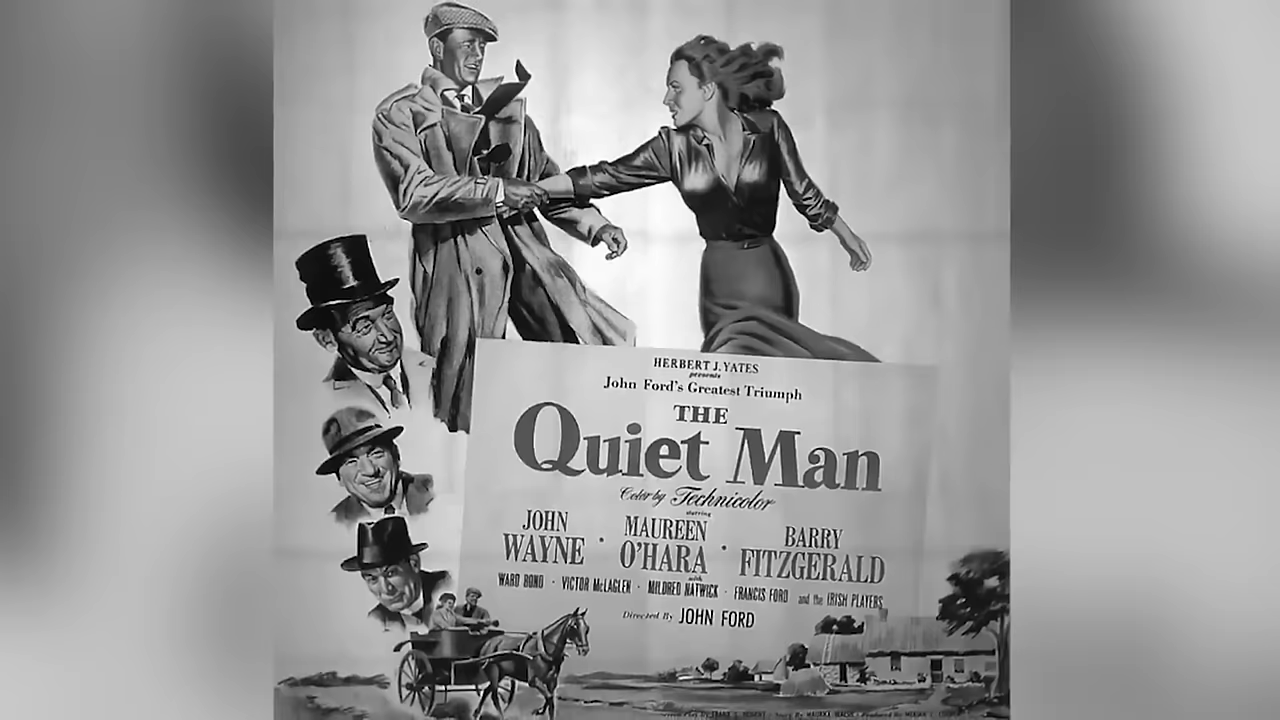 HERBERT J. YATES
presents
John Ford's Greatest Triumph
THE
Quiet Man
Color by Technicolor
starring
JOHN WAYNE · MAUREEN O'HARA · BARRY FITZGERALD
with
WARD BOND · VICTOR McLAGLEN · MILDRED NATWICK · FRANCIS FORD and the IRISH PLAYERS
Directed By JOHN FORD